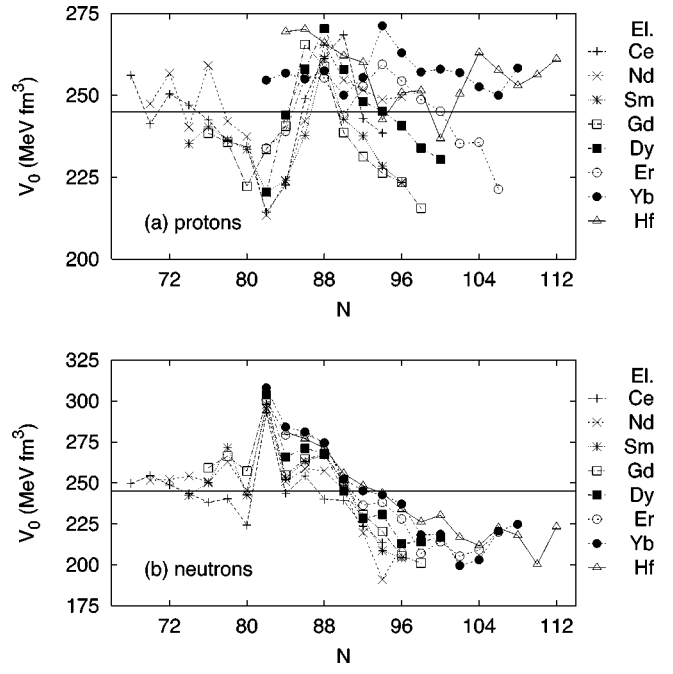 275
250
225
200
V0 (MeV fm3)
(a) protons
72 80 88 96 104 112
N
El.
Ce
Nd
Sm
Gd
Dy
Er
Yb
Hf
325
300
275
250
225
200
175
V0 (MeV fm3)
(b) neutrons
72 80 88 96 104 112
N
El.
Ce
Nd
Sm
Gd
Dy
Er
Yb
Hf